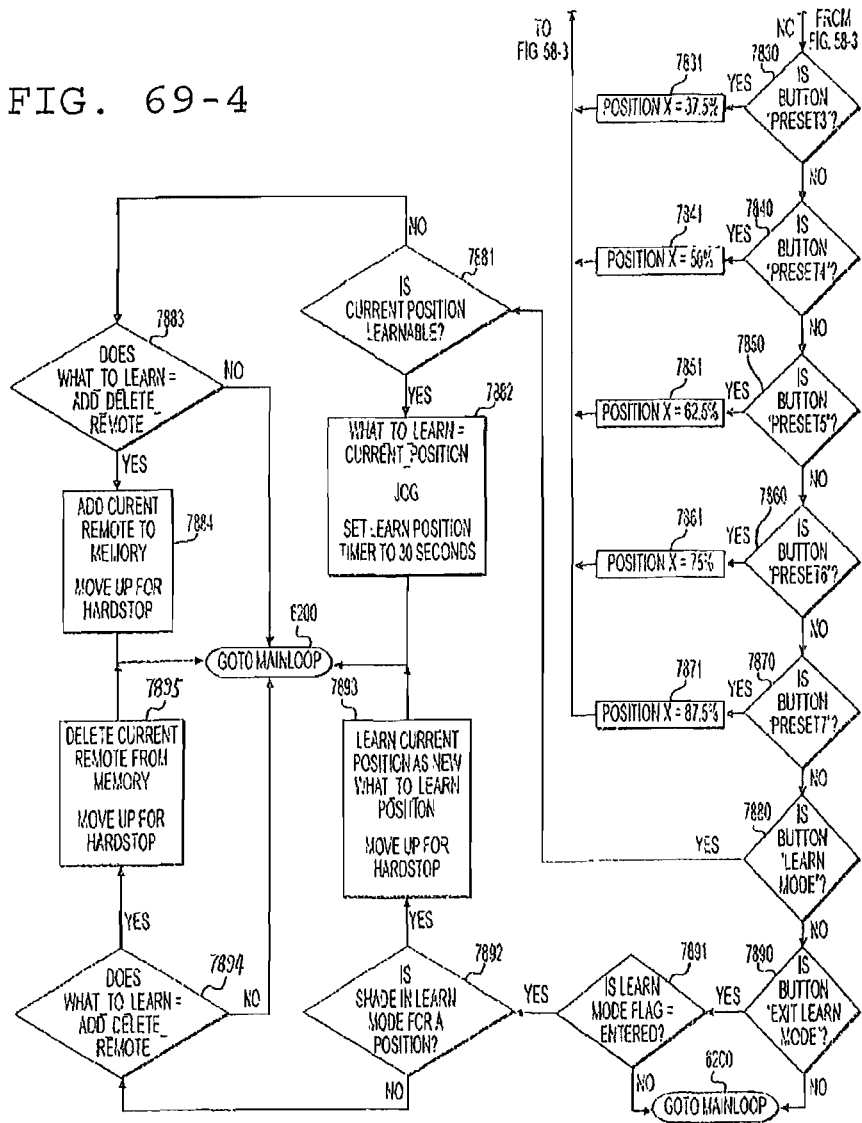 FIG. 69-4
TO
FIG. 58-3
NO
FROM
FIG. 58-3
7830
IS
BUTTON
'PRESET3'?
YES
7831
POSITION X = 37.5%
NO
7840
IS
BUTTON
'PRESET4'?
YES
7841
POSITION X = 50%
NO
7850
IS
BUTTON
'PRESET5'?
YES
7851
POSITION X = 62.5%
NO
7860
IS
BUTTON
'PRESET6'?
YES
7861
POSITION X = 75%
NO
7870
IS
BUTTON
'PRESET7'?
YES
7871
POSITION X = 87.5%
NO
7880
IS
BUTTON
'LEARN
MODE'?
YES
NO
7890
IS
BUTTON
'EXIT LEARN
MODE'?
YES
NO
7891
IS LEARN
MODE FLAG =
ENTERED?
YES
NO
6200
GOTO MAINLOOP
7892
IS
SHADE IN LEARN
MODE FOR A
POSITION?
YES
NO
7893
LEARN CURRENT
POSITION AS NEW
WHAT_TO_LEARN
POSITION
MOVE UP FOR
HARDSTOP
7881
IS
CURRENT POSITION
LEARNABLE?
NO
YES
7882
WHAT TO LEARN =
CURRENT_POSITION
JOG
SET LEARN POSITION
TIMER TO 30 SECONDS
7883
DOES
WHAT_TO_LEARN =
ADD_DELETE_
REMOTE
NO
YES
7884
ADD CURENT
REMOTE TO
MEMORY
MOVE UP FOR
HARDSTOP
6200
GOTO MAINLOOP
7895
DELETE CURRENT
REMOTE FROM
MEMORY
MOVE UP FOR
HARDSTOP
YES
7894
DOES
WHAT_TO_LEARN =
ADD_DELETE_
REMOTE
NO